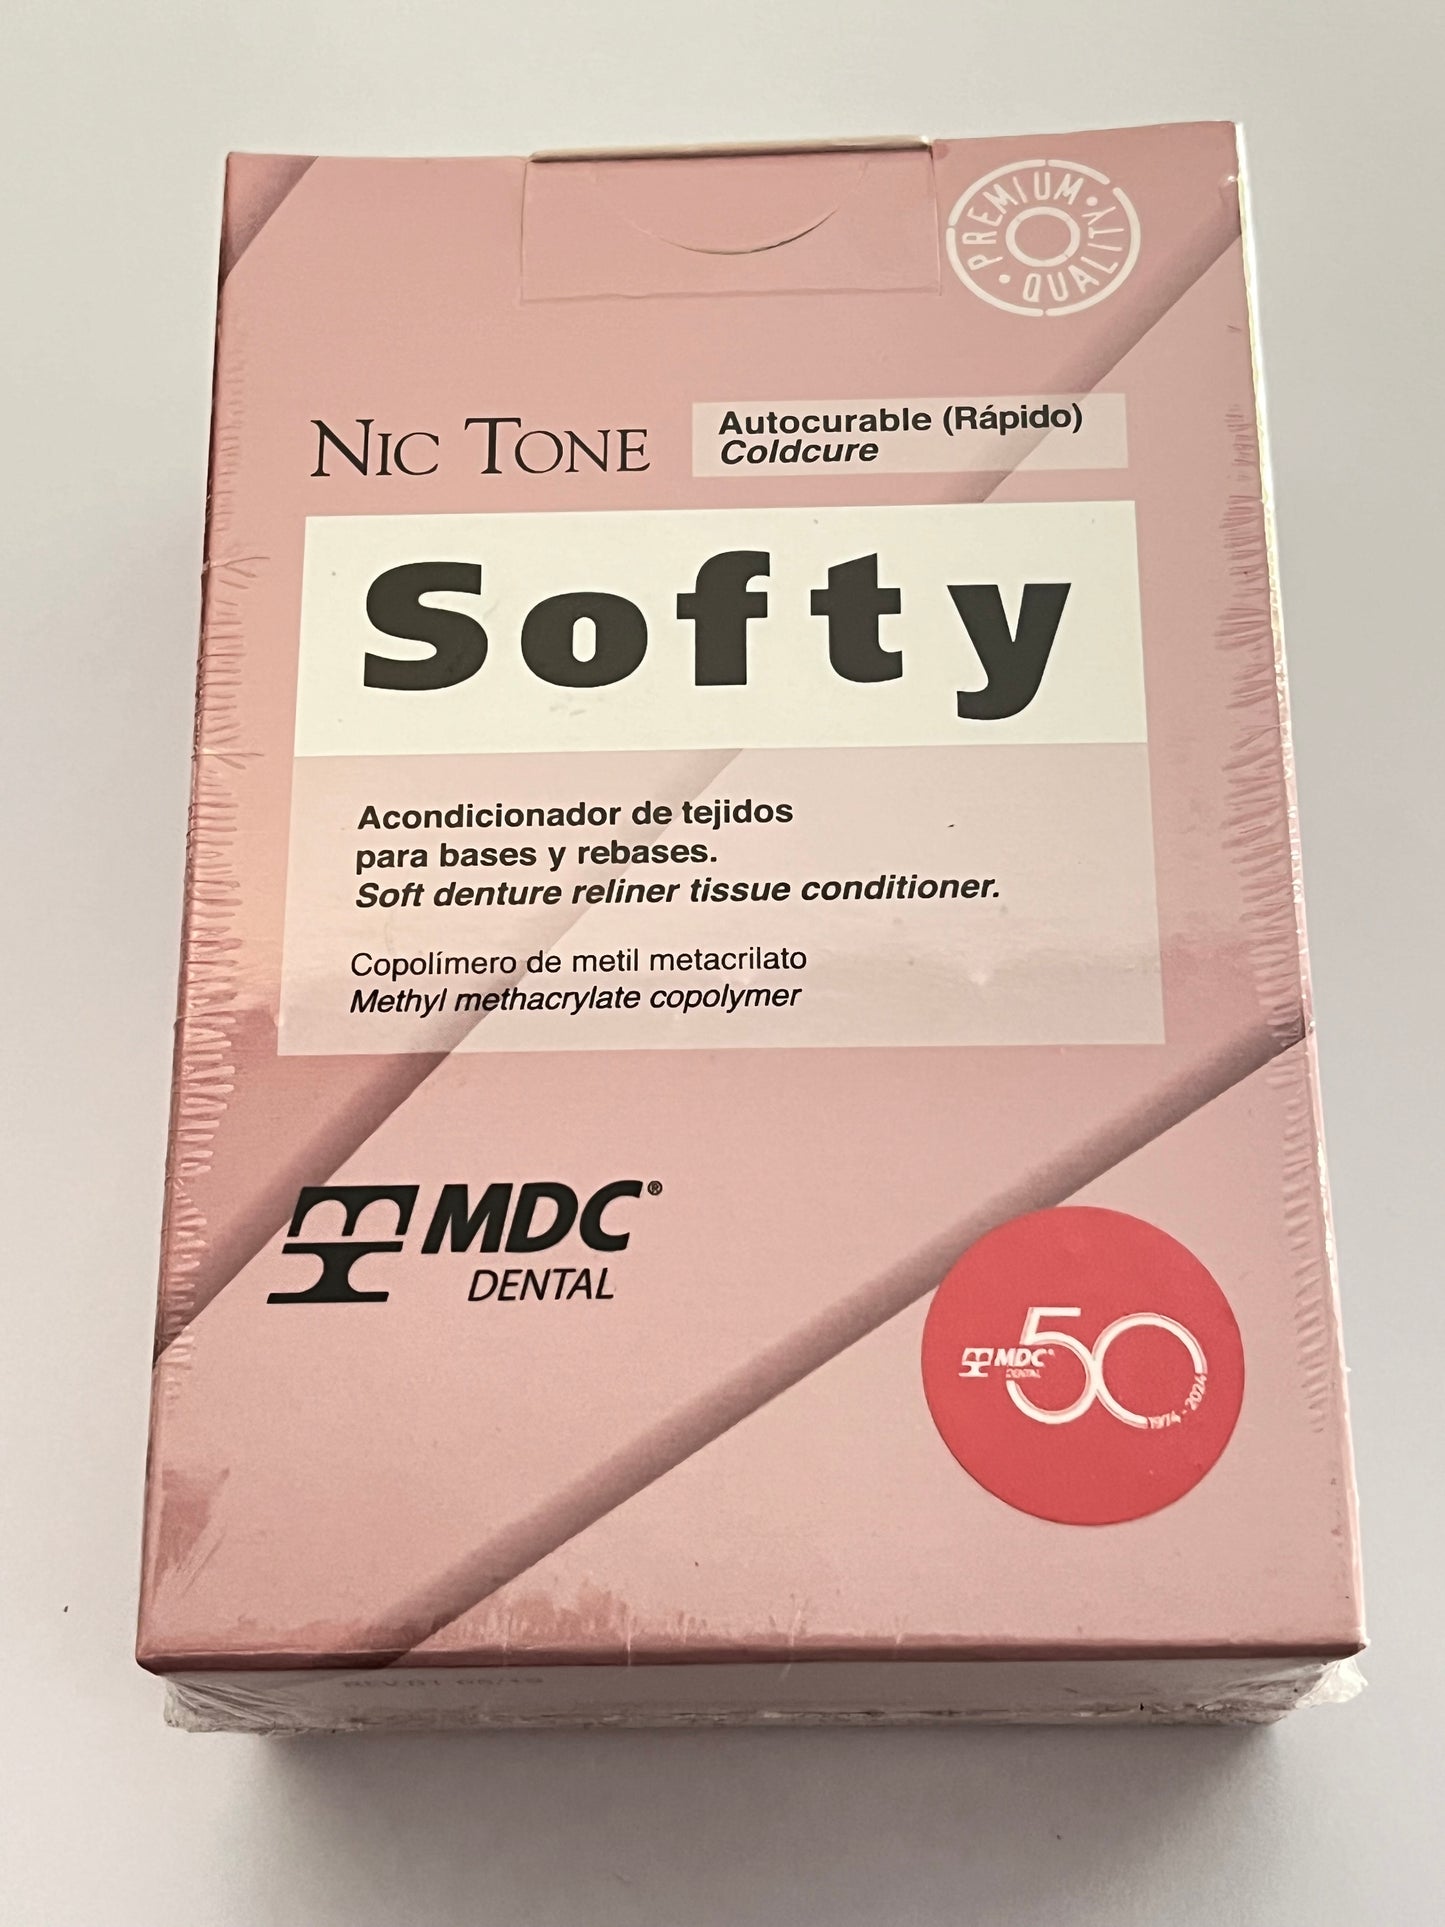 PREMIUM · QUALITY ·
NIC TONE
Autocurable (Rápido)
Coldcure
Softy
Acondicionador de tejidos
para bases y rebases.
Soft denture reliner tissue conditioner.
Copolímero de metil metacrilato
Methyl methacrylate copolymer
MDC®
DENTAL
50
MDC
DENTAL
1974 - 2024